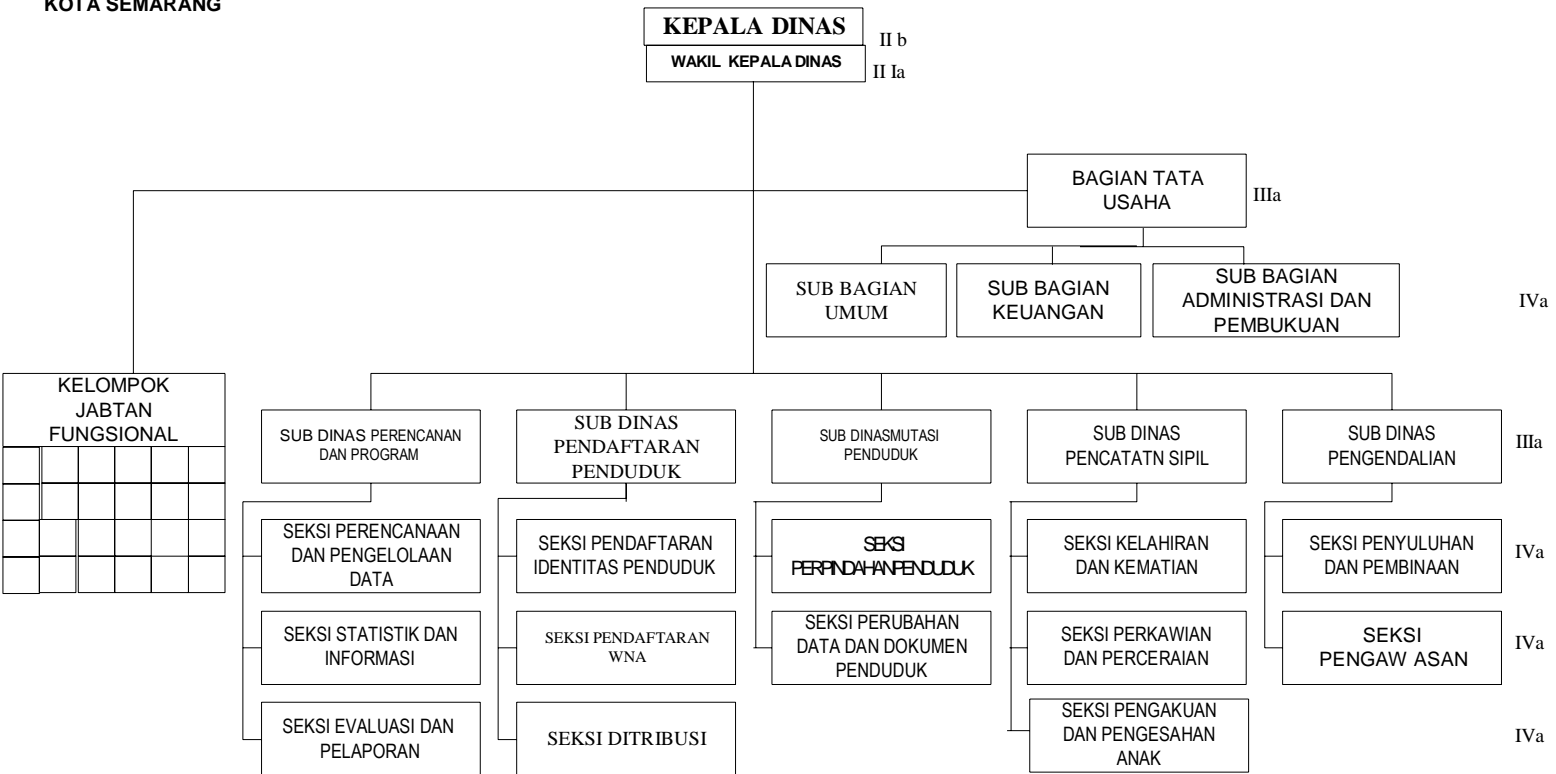 KOTA SEMARANG
KEPALA DINAS
II b
WAKIL KEPALA DINAS
II Ia
BAGIAN TATA
USAHA
IIIa
SUB BAGIAN
UMUM
SUB BAGIAN
KEUANGAN
SUB BAGIAN
ADMINISTRASI DAN
PEMBUKUAN
IVa
KELOMPOK
JABTAN
FUNGSIONAL
SUB DINAS PERENCANAN
DAN PROGRAM
SUB DINAS
PENDAFTARAN
PENDUDUK
SUB DINASMUTASI
PENDUDUK
SUB DINAS
PENCATATN SIPIL
SUB DINAS
PENGENDALIAN
IIIa
SEKSI PERENCANAAN
DAN PENGELOLAAN
DATA
SEKSI PENDAFTARAN
IDENTITAS PENDUDUK
SEKSI
PERPINDAHANPENDUDUK
SEKSI KELAHIRAN
DAN KEMATIAN
SEKSI PENYULUHAN
DAN PEMBINAAN
IVa
SEKSI STATISTIK DAN
INFORMASI
SEKSI PENDAFTARAN
WNA
SEKSI PERUBAHAN
DATA DAN DOKUMEN
PENDUDUK
SEKSI PERKAWIAN
DAN PERCERAIAN
SEKSI
PENGAW ASAN
IVa
SEKSI EVALUASI DAN
PELAPORAN
SEKSI DITRIBUSI
SEKSI PENGAKUAN
DAN PENGESAHAN
ANAK
IVa